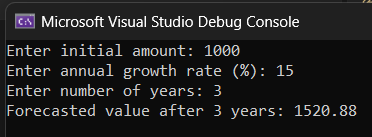 C:\ Microsoft Visual Studio Debug Console
Enter initial amount: 1000
Enter annual growth rate (%): 15
Enter number of years: 3
Forecasted value after 3 years: 1520.88